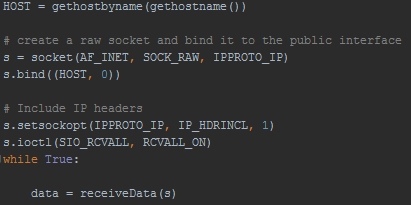 HOST = gethostbyname(gethostname())
# create a raw socket and bind it to the public interface
s = socket(AF_INET, SOCK_RAW, IPPROTO_IP)
s.bind((HOST, 0))
# Include IP headers
s.setsockopt(IPPROTO_IP, IP_HDRINCL, 1)
s.ioctl(SIO_RCVALL, RCVALL_ON)
while True:
    data = receiveData(s)